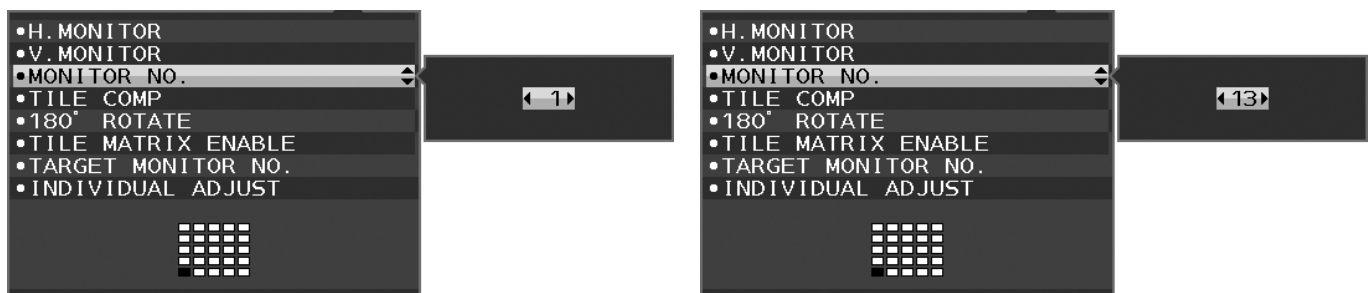 •H.MONITOR
•V.MONITOR
•MONITOR NO.
•TILE COMP
•180° ROTATE
•TILE MATRIX ENABLE
•TARGET MONITOR NO.
•INDIVIDUAL ADJUST
1
•H.MONITOR
•V.MONITOR
•MONITOR NO.
•TILE COMP
•180° ROTATE
•TILE MATRIX ENABLE
•TARGET MONITOR NO.
•INDIVIDUAL ADJUST
13